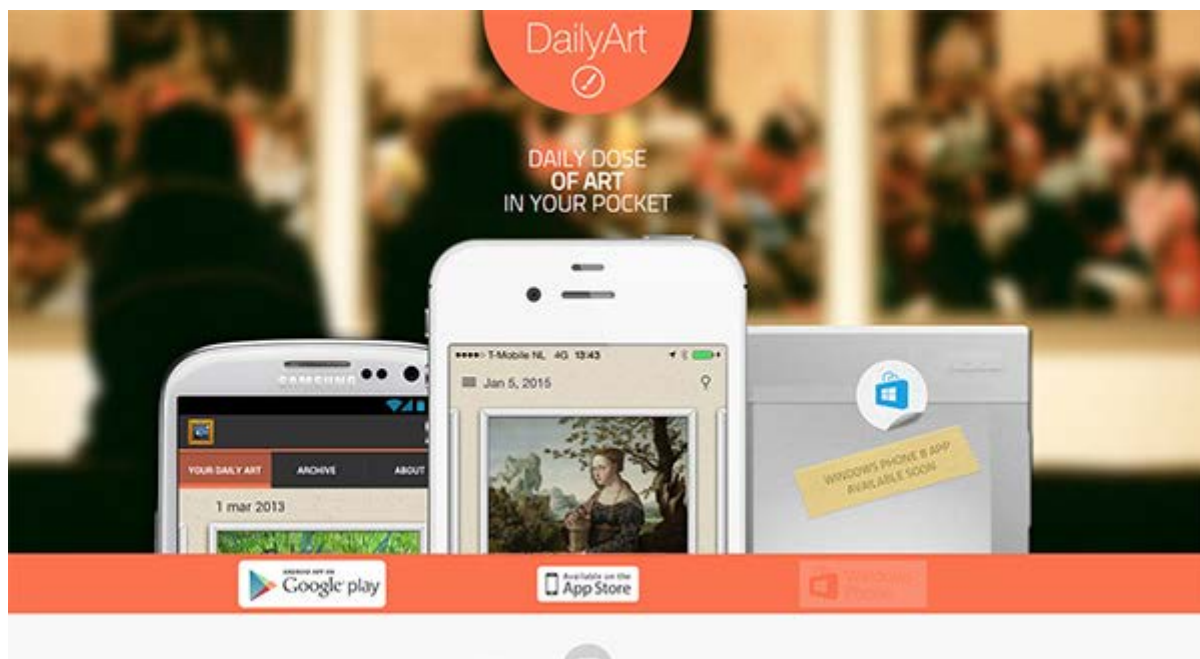 DailyArt
DAILY DOSE
OF ART
IN YOUR POCKET
SAMSUNG
T-Mobile NL 4G 13:43
Jan 5, 2015
YOUR DAILY ART ARCHIVE ABOUT
1 mar 2013
WINDOWS PHONE 8 APP
AVAILABLE SOON
ANDROID APP ON
Google play
Available on the
App Store
Windows
Phone